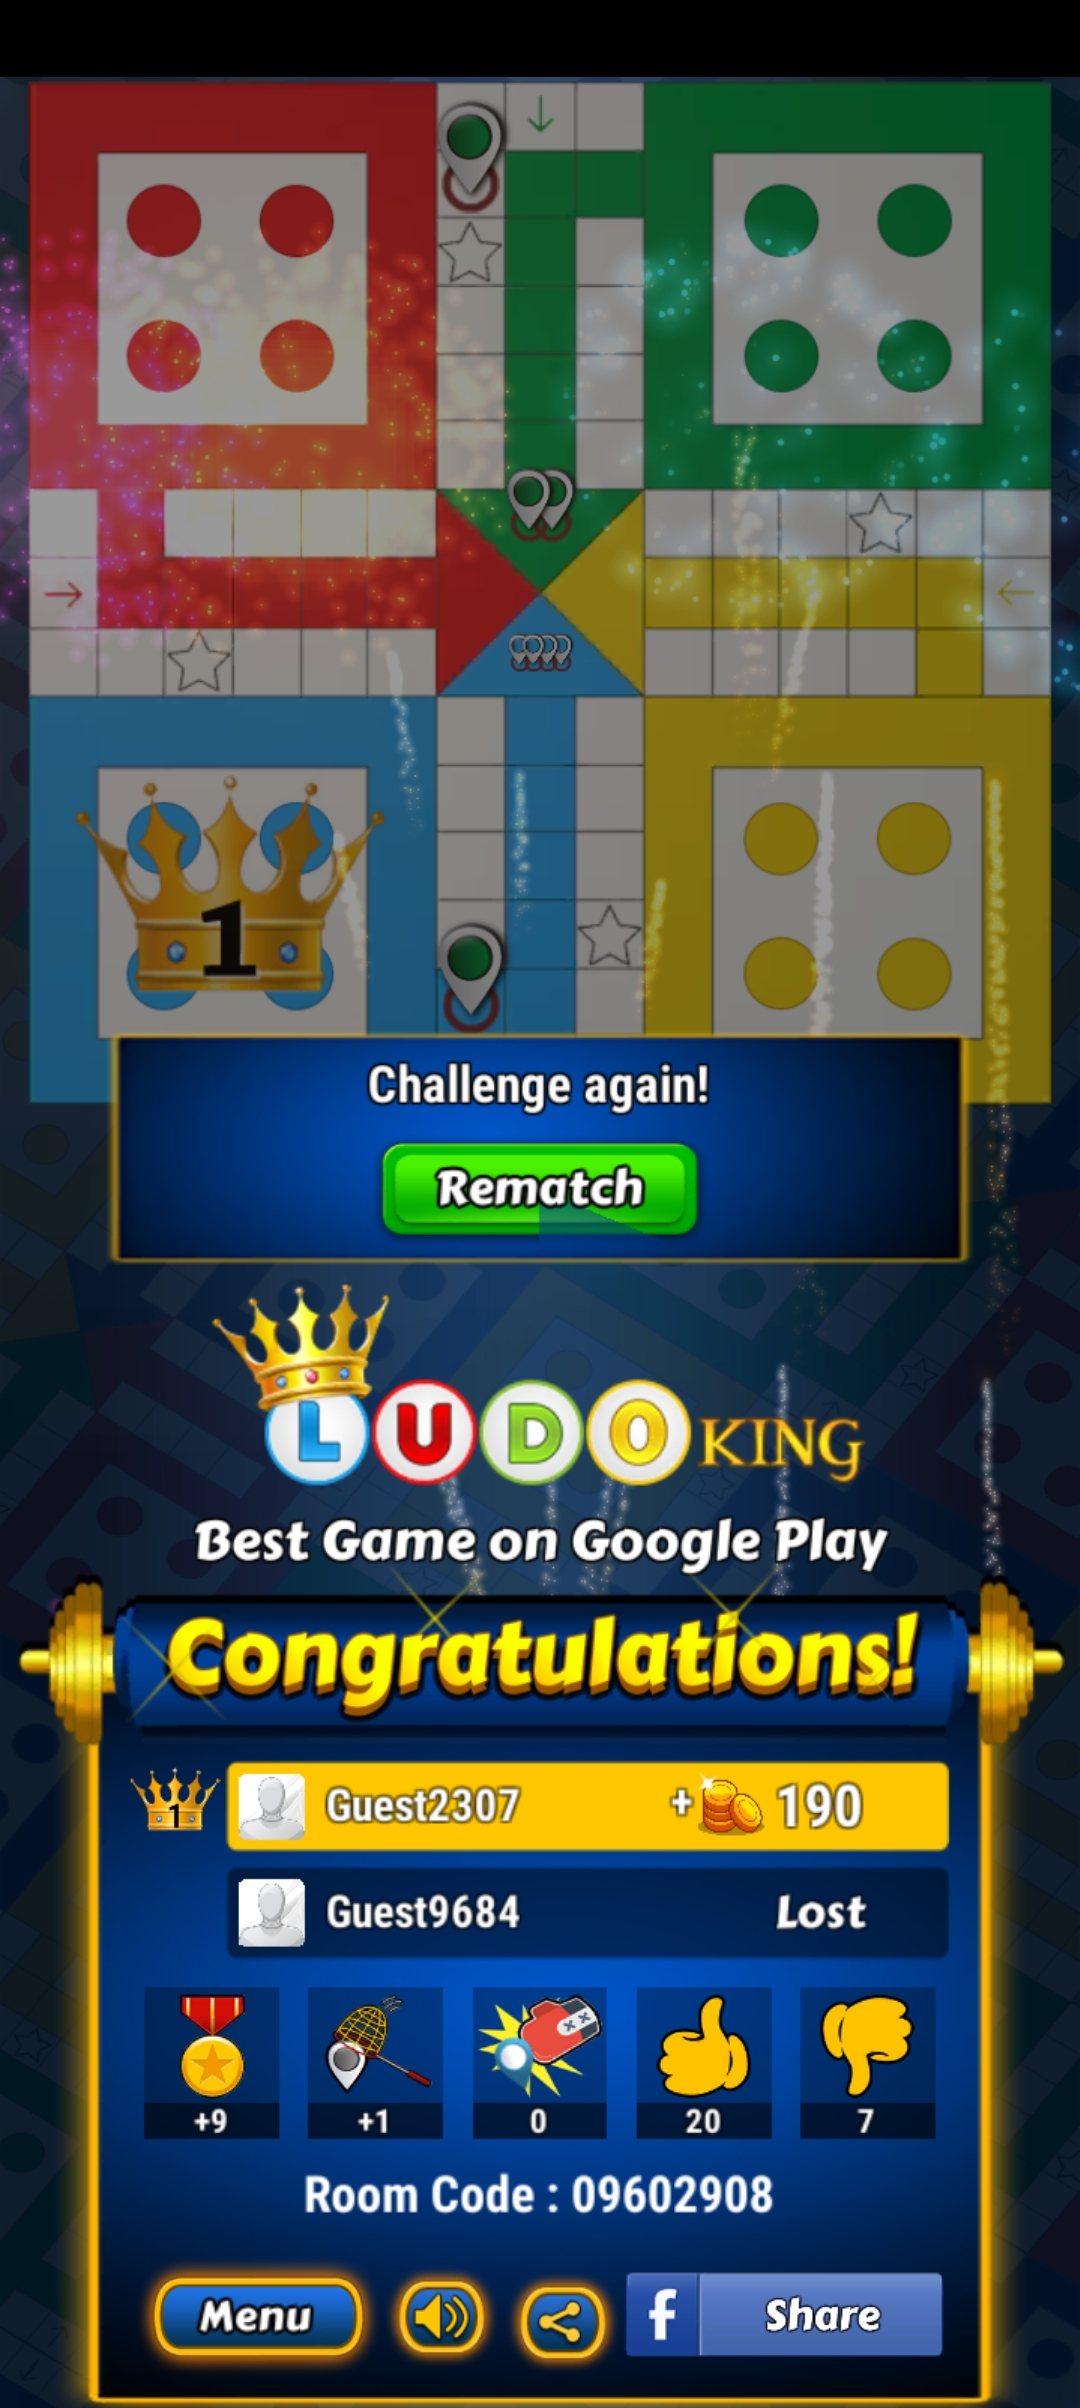 1
Challenge again!
Rematch
LUDO KING
Best Game on Google Play
Congratulations!
1 Guest2307 + 190
Guest9684 Lost
+9 +1 0 20 7
Room Code : 09602908
Menu f Share